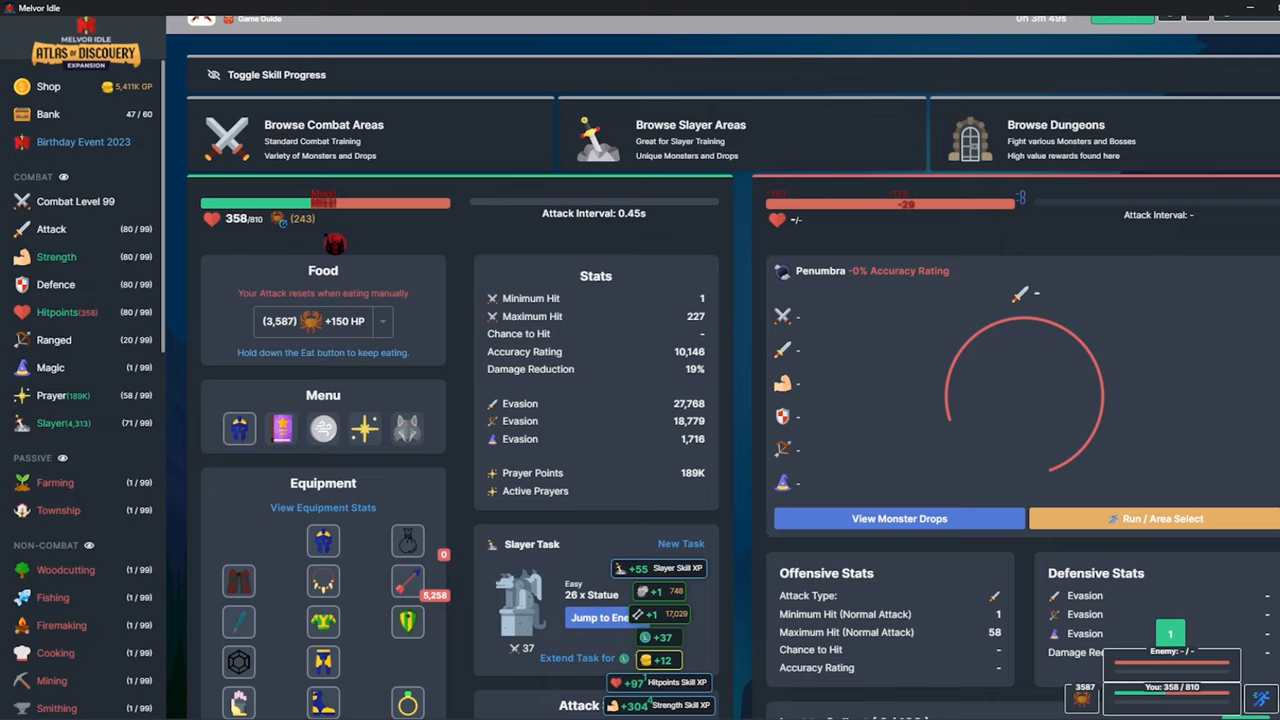 Melvor Idle
MELVOR IDLE
ATLAS OF DISCOVERY
EXPANSION
Shop 5,411K GP
Bank 47 / 60
Birthday Event 2023
COMBAT
Combat Level 99
Attack (80 / 99)
Strength (80 / 99)
Defence (80 / 99)
Hitpoints (358) (80 / 99)
Ranged (20 / 99)
Magic (1 / 99)
Prayer (189K) (58 / 99)
Slayer (4,313) (71 / 99)
PASSIVE
Farming (1 / 99)
Township (1 / 99)
NON-COMBAT
Woodcutting (1 / 99)
Fishing (1 / 99)
Firemaking (1 / 99)
Cooking (1 / 99)
Mining (1 / 99)
Smithing (1 / 99)
Game Guide
0h 3m 49s
Toggle Skill Progress
Browse Combat Areas
Standard Combat Training
Variety of Monsters and Drops
Browse Slayer Areas
Great for Slayer Training
Unique Monsters and Drops
Browse Dungeons
Fight various Monsters and Bosses
High value rewards found here
358/810 (243)
Food
Your Attack resets when eating manually
(3,587) +150 HP
Hold down the Eat button to keep eating.
Menu
Equipment
View Equipment Stats
0
5,258
Attack Interval: 0.45s
Stats
Minimum Hit 1
Maximum Hit 227
Chance to Hit -
Accuracy Rating 10,146
Damage Reduction 19%
Evasion 27,768
Evasion 18,779
Evasion 1,716
Prayer Points 189K
Active Prayers
Slayer Task New Task
Easy
26 x Statue
Jump to Ene
37
Extend Task for
+55 Slayer Skill XP
+1 748
+1 17,029
+37
+12
+97 Hitpoints Skill XP
Attack
+304 Strength Skill XP
-115
-29
-8
-/-
Attack Interval: -
Penumbra -0% Accuracy Rating
-
-
-
-
-
-
-
View Monster Drops
Run / Area Select
Offensive Stats
Attack Type:
Minimum Hit (Normal Attack) 1
Maximum Hit (Normal Attack) 58
Chance to Hit -
Accuracy Rating -
Defensive Stats
Evasion -
Evasion -
Evasion -
Damage Re
1
Enemy: - / -
3587
You: 358 / 810